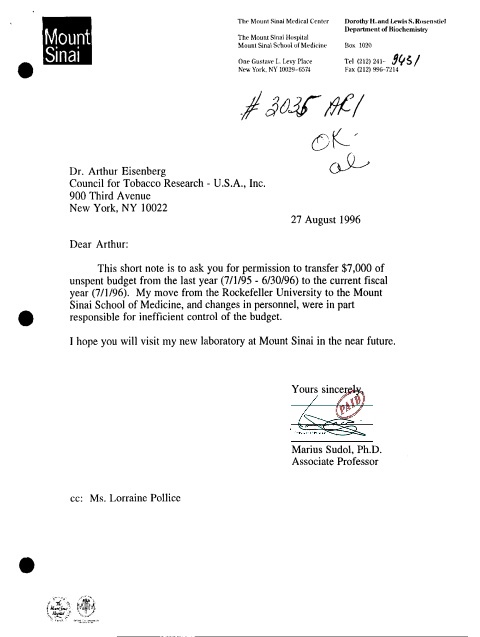 Mount
Sinai
The Mount Sinai Medical Center
The Mount Sinai Hospital
Mount Sinai School of Medicine
One Gustave L. Levy Place
New York, NY 10029-6574
Dorothy H. and Lewis S. Rosenstiel
Department of Biochemistry
Box 1020
Tel (212) 241- 9431
Fax (212) 996-7214
# 3035 AR1
OK
al
Dr. Arthur Eisenberg
Council for Tobacco Research - U.S.A., Inc.
900 Third Avenue
New York, NY 10022
27 August 1996
Dear Arthur:
This short note is to ask you for permission to transfer $7,000 of
unspent budget from the last year (7/1/95 - 6/30/96) to the current fiscal
year (7/1/96). My move from the Rockefeller University to the Mount
Sinai School of Medicine, and changes in personnel, were in part
responsible for inefficient control of the budget.
I hope you will visit my new laboratory at Mount Sinai in the near future.
Yours sincerely,
PAID
Marius Sudol, Ph.D.
Associate Professor
cc: Ms. Lorraine Pollice